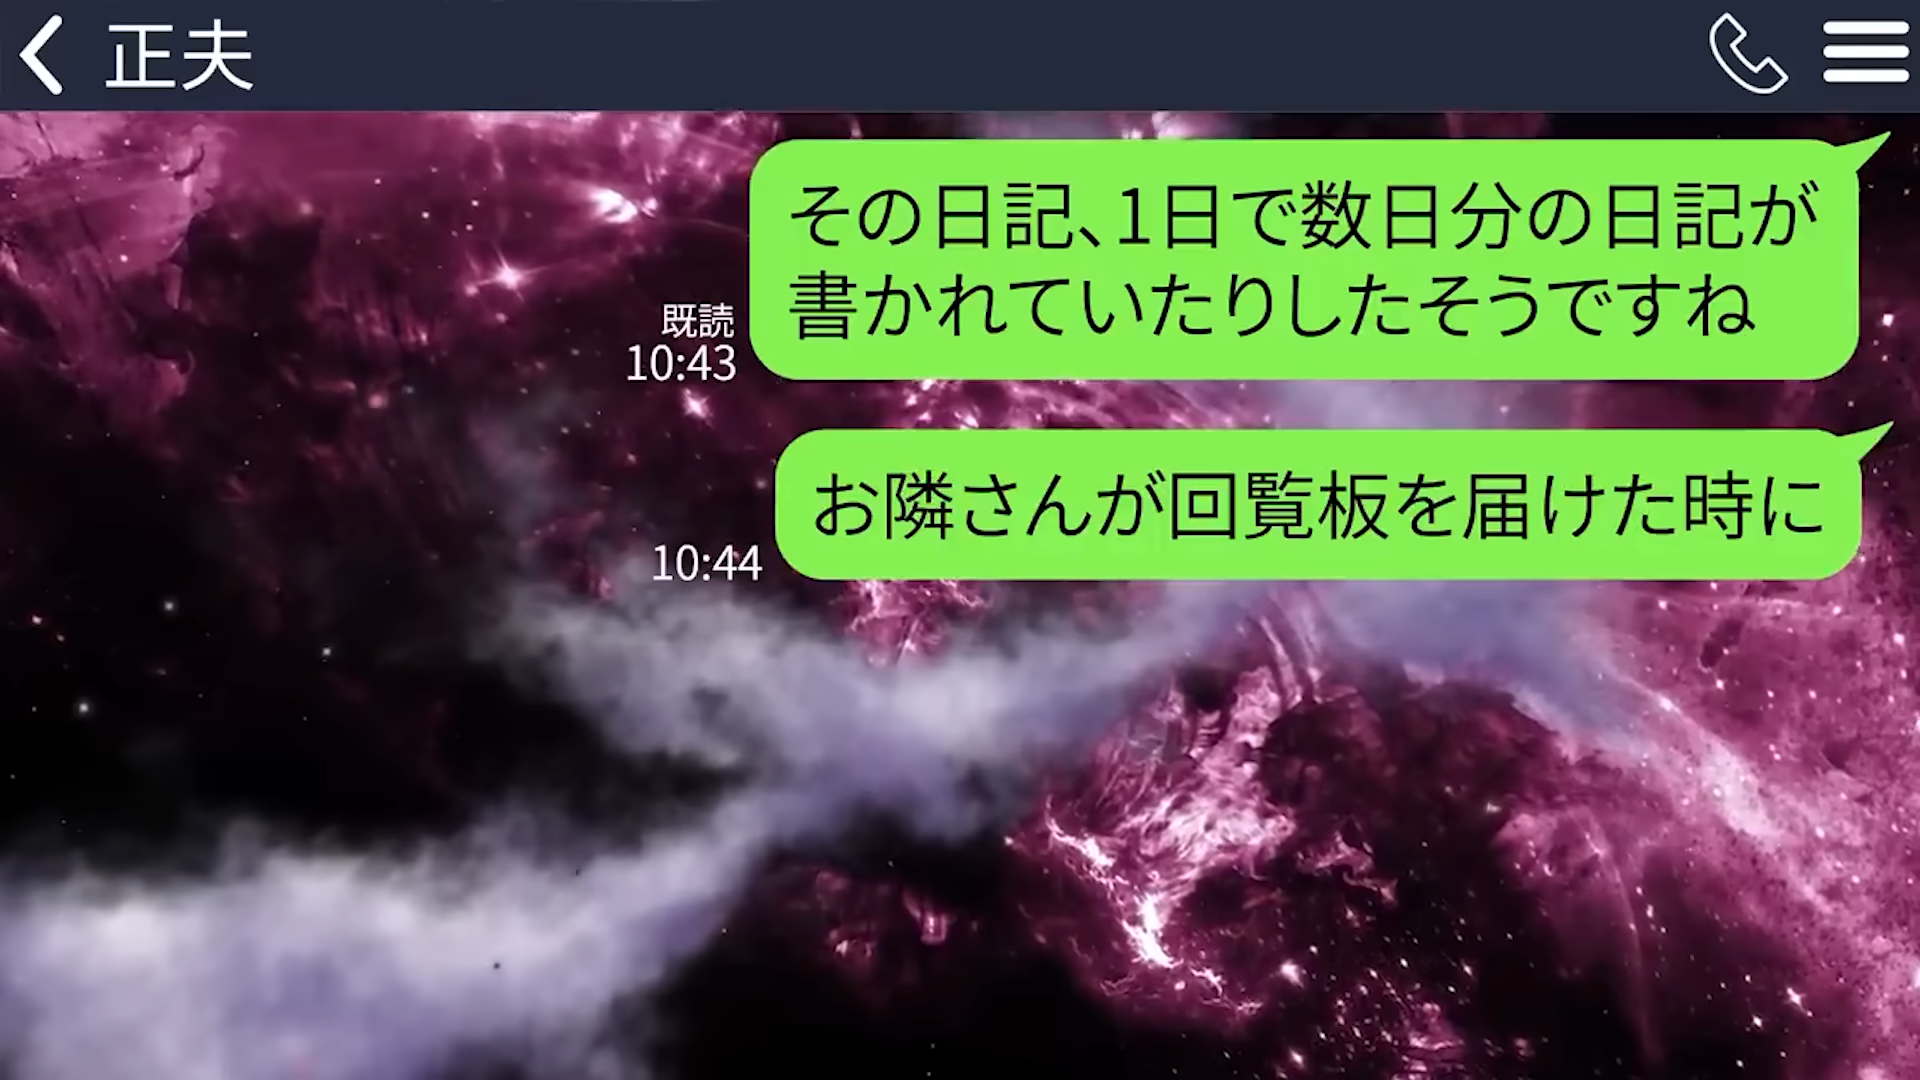 正夫
その日記、1日で数日分の日記が
書かれていたりしたそうですね
既読
10:43
お隣さんが回覧板を届けた時に
10:44